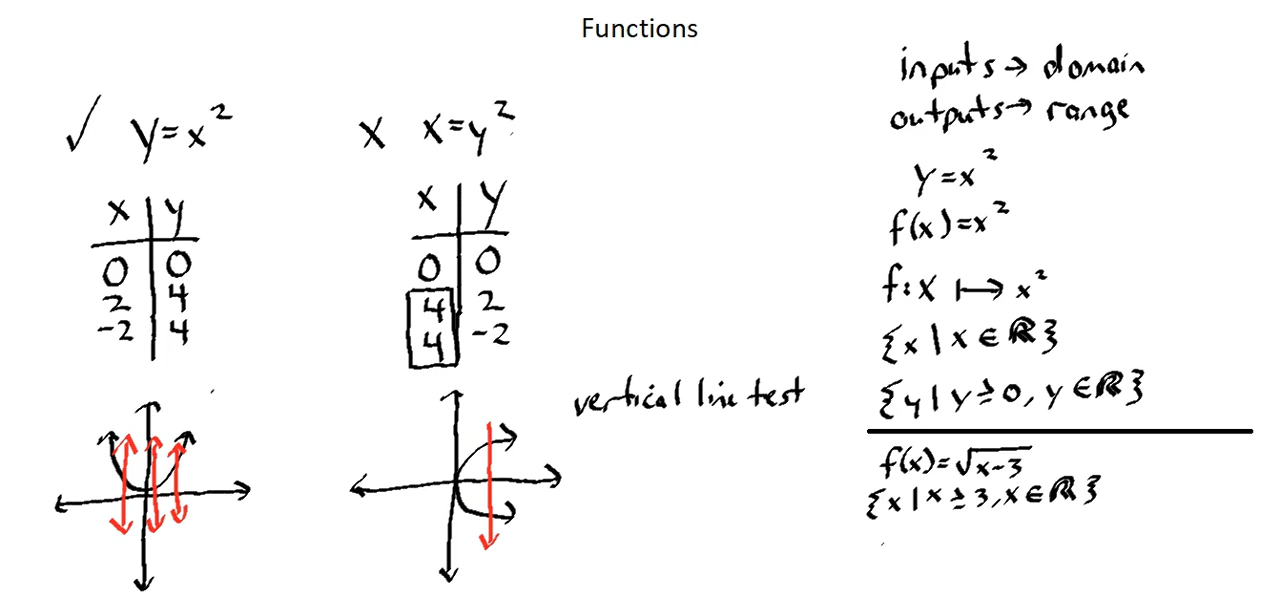 Functions
✓ y=x²
x | y
0 | 0
2 | 4
-2 | 4
X x=y²
x | y
0 | 0
4 | 2
4 | -2
vertical line test
inputs → domain
outputs → range
y=x²
f(x)=x²
f:x ↦ x²
{x | x ∈ ℝ}
{y | y ≥ 0, y ∈ ℝ}
f(x)=√x-3
{x | x ≥ 3, x ∈ ℝ}